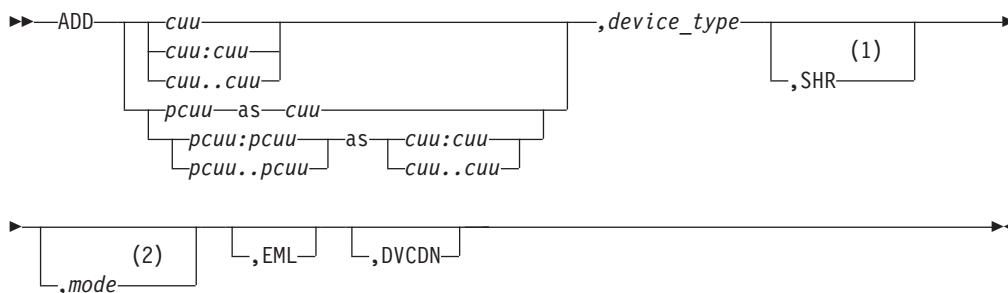 ADD cuu ,device_type
cuu:cuu (1)
cuu..cuu ,SHR
pcuu as cuu
pcuu:pcuu as cuu:cuu
pcuu..pcuu cuu..cuu
(2) ,EML ,DVCDN
,mode